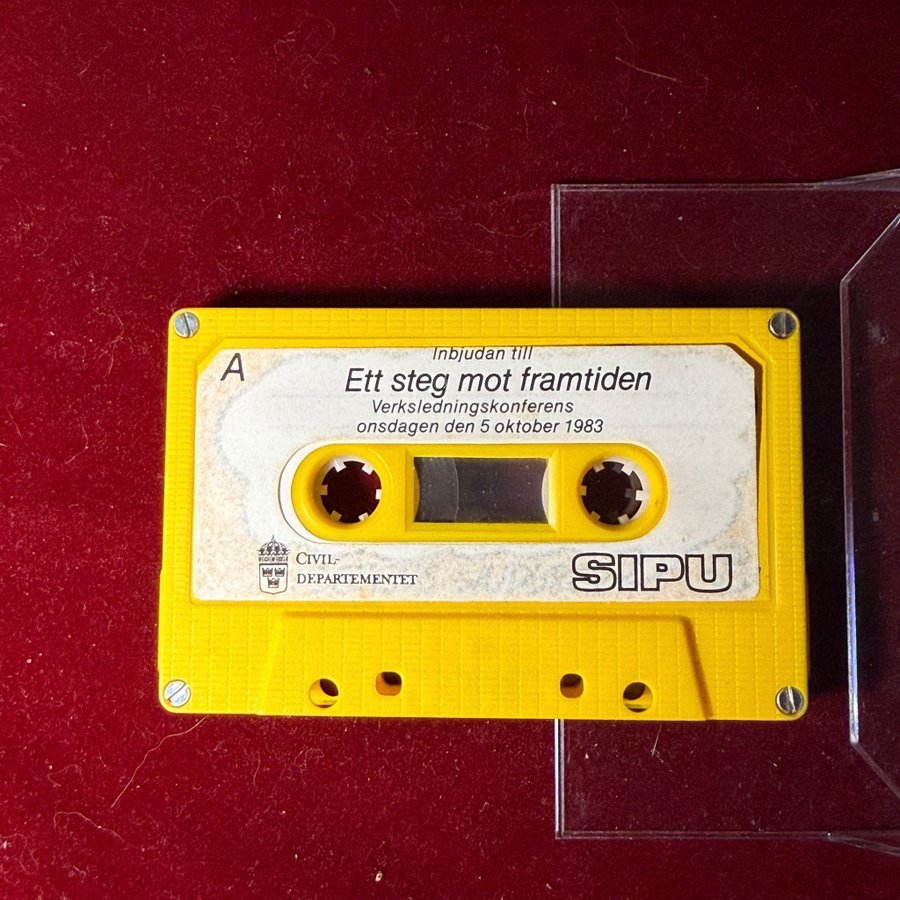 A
Inbjudan till
Ett steg mot framtiden
Verksledningskonferens
onsdagen den 5 oktober 1983
CIVIL-
DEPARTEMENTET
SIPU